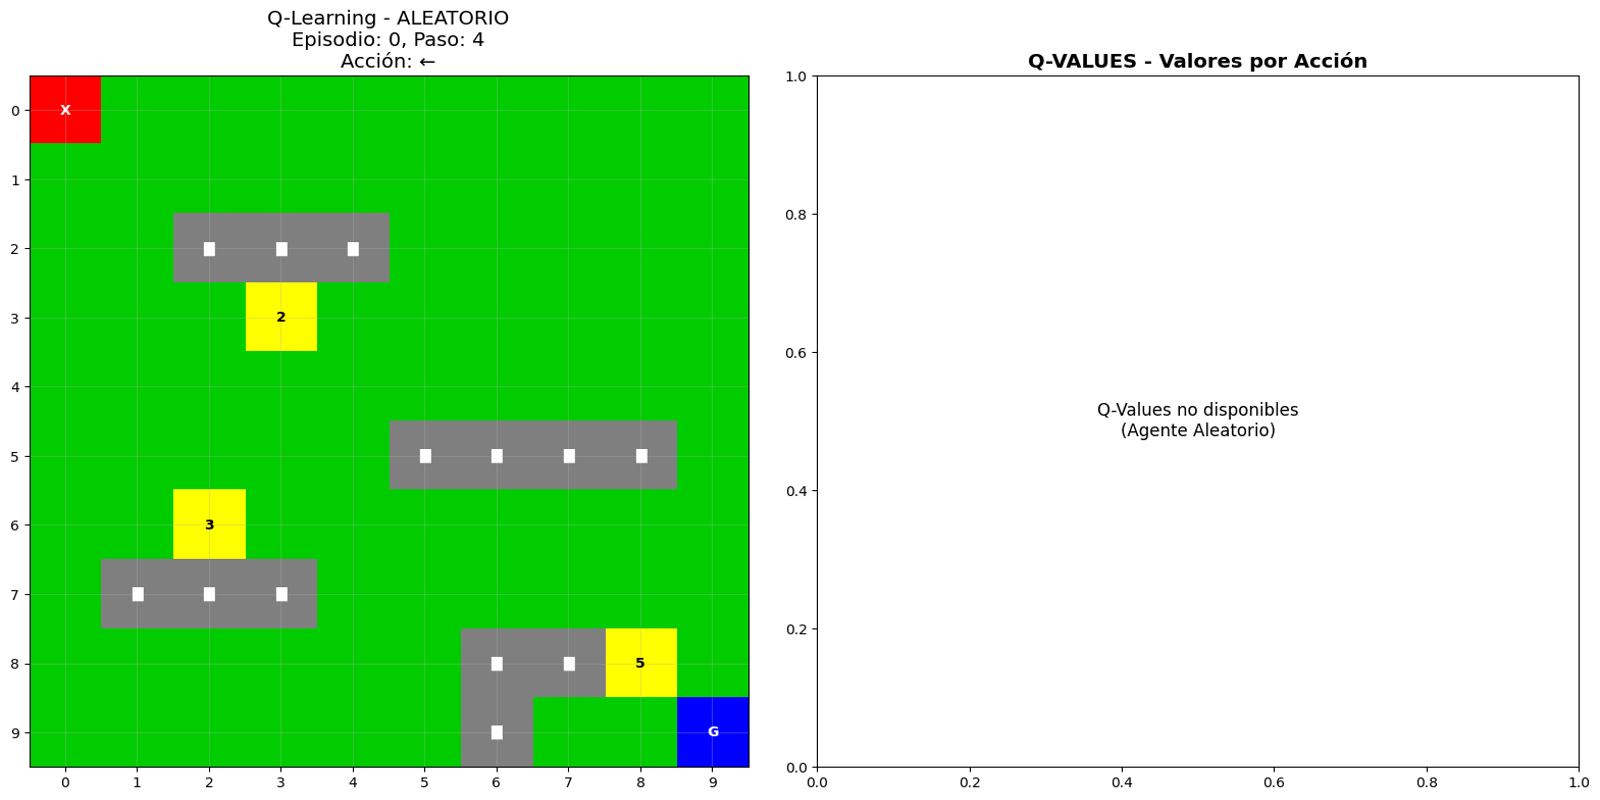 Q-Learning - ALEATORIO
Episodio: 0, Paso: 4
Acción: ←
X
2
3
5
G
0
1
2
3
4
5
6
7
8
9
0 1 2 3 4 5 6 7 8 9
Q-VALUES - Valores por Acción
1.0
0.8
0.6
0.4
0.2
0.0
Q-Values no disponibles
(Agente Aleatorio)
0.0 0.2 0.4 0.6 0.8 1.0